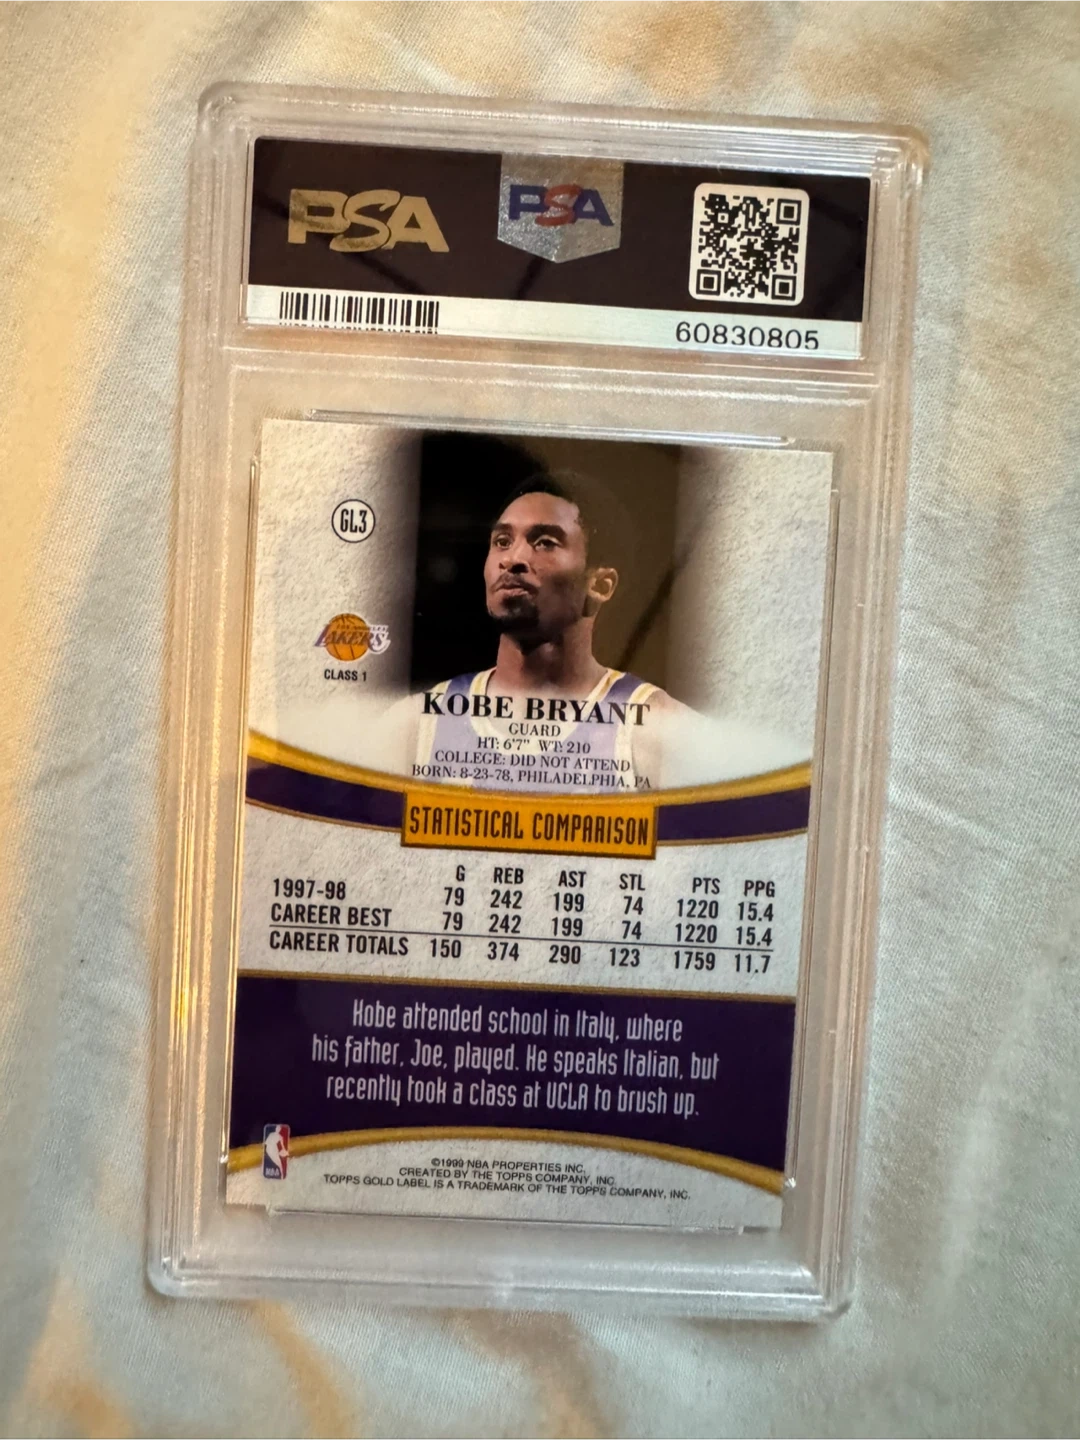 PSA
PSA
60830805
GL3
LAKERS
CLASS 1
KOBE BRYANT
GUARD
HT: 6'7" WT: 210
COLLEGE: DID NOT ATTEND
BORN: 8-23-78, PHILADELPHIA, PA
STATISTICAL COMPARISON
G REB AST STL PTS PPG
1997-98 79 242 199 74 1220 15.4
CAREER BEST 79 242 199 74 1220 15.4
CAREER TOTALS 150 374 290 123 1759 11.7
Kobe attended school in Italy, where
his father, Joe, played. He speaks Italian, but
recently took a class at UCLA to brush up.
NBA
©1999 NBA PROPERTIES INC.
CREATED BY THE TOPPS COMPANY, INC.
TOPPS GOLD LABEL IS A TRADEMARK OF THE TOPPS COMPANY, INC.